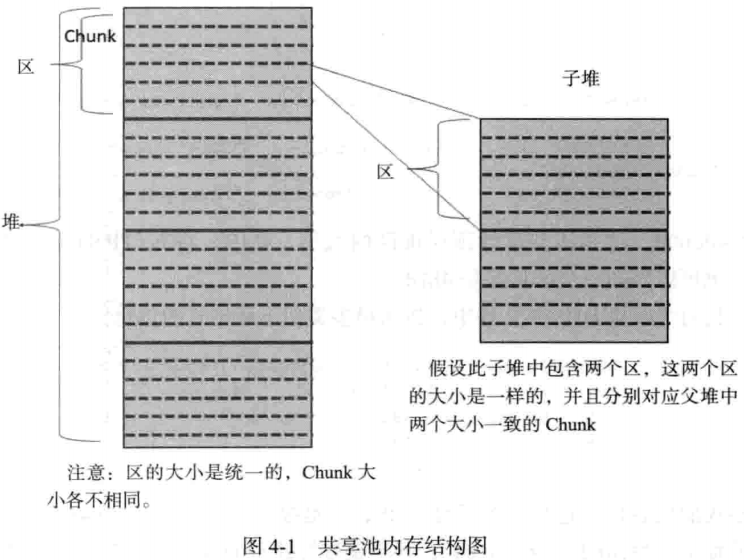 Chunk
区
堆
子堆
区
假设此子堆中包含两个区，这两个区
的大小是一样的，并且分别对应父堆中
两个大小一致的 Chunk
注意：区的大小是统一的，Chunk 大
小各不相同。
图 4-1 共享池内存结构图